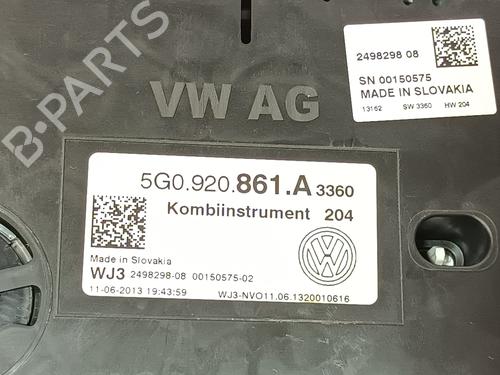 2498298 08
SN 00150575
MADE IN SLOVAKIA
13162 SW 3360 HW 204
VW AG
B-PARTS
5G0.920.861.A 3360
Kombiinstrument 204
Made in Slovakia
WJ3 2498298-08 00150575-02
11-06-2013 19:43:59 WJ3-NVO11.06.1320010616